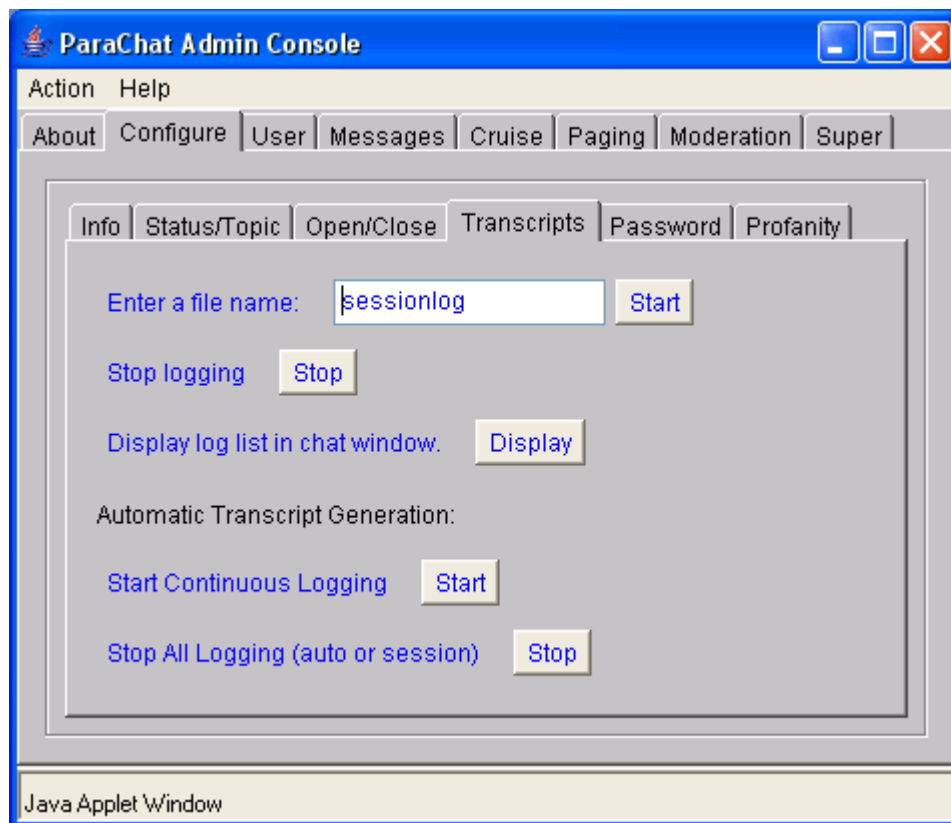 ParaChat Admin Console
Action Help
About Configure User Messages Cruise Paging Moderation Super
Info Status/Topic Open/Close Transcripts Password Profanity
Enter a file name: sessionlog Start
Stop logging Stop
Display log list in chat window. Display
Automatic Transcript Generation:
Start Continuous Logging Start
Stop All Logging (auto or session) Stop
Java Applet Window